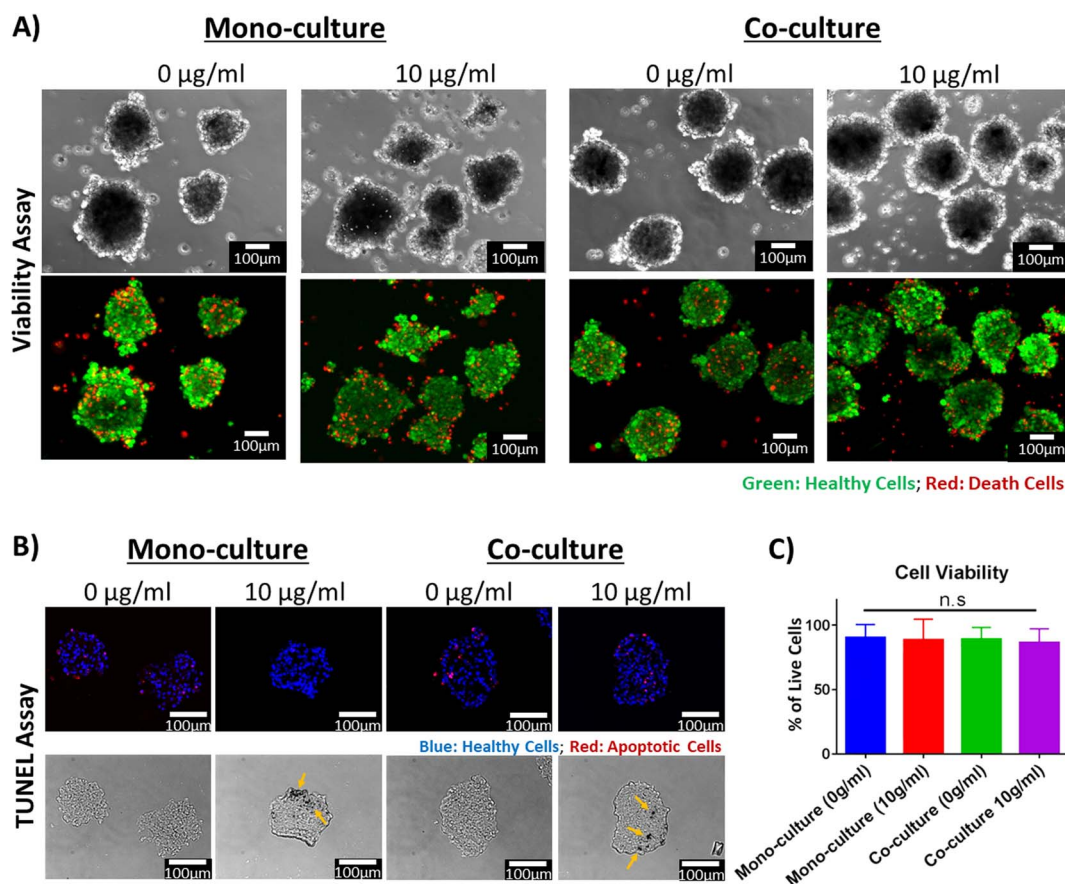 A)
Mono-culture
Co-culture
0 µg/ml
10 µg/ml
0 µg/ml
10 µg/ml
Viability Assay
100µm
100µm
100µm
100µm
100µm
100µm
100µm
100µm
Green: Healthy Cells; Red: Death Cells
B)
Mono-culture
Co-culture
0 µg/ml
10 µg/ml
0 µg/ml
10 µg/ml
TUNEL Assay
100µm
100µm
100µm
100µm
Blue: Healthy Cells; Red: Apoptotic Cells
100µm
100µm
100µm
100µm
C)
Cell Viability
n.s
% of Live Cells
100
50
0
Mono-culture (0g/ml)
Mono-culture (10g/ml)
Co-culture (0g/ml)
Co-culture 10g/ml)